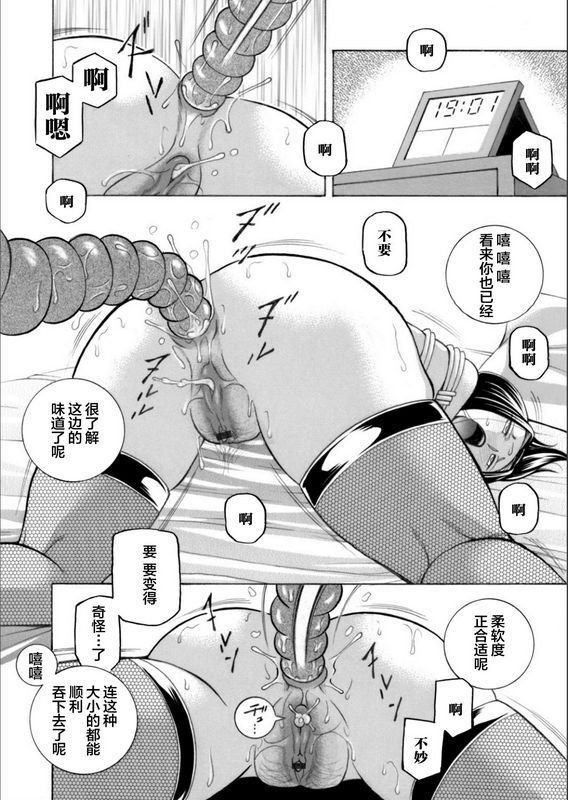 啊
19:01
啊
啊
啊
啊嗯
啊
啊
不要
嘻 嘻 嘻
看来你也已经
啊
啊
很了解
这边的
味道了呢
啊
啊
要 要变得
奇怪…了
嘻嘻
连这种
大小的都能
顺利
吞下去了呢
柔软度
正合适呢
啊
不妙